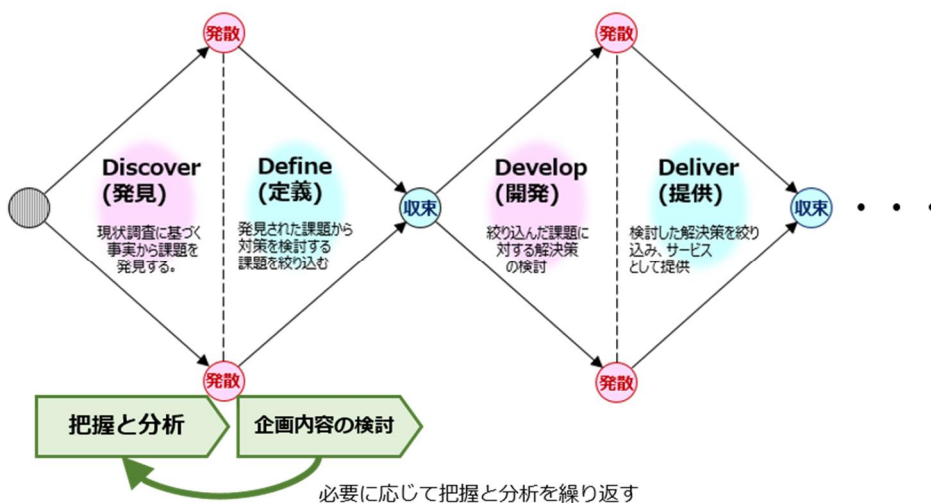 発散
発散
Discover
(発見)
現状調査に基づく
事実から課題を
発見する。
Define
(定義)
発見された課題から
対策を検討する
課題を絞り込む
収束
Develop
(開発)
絞り込んだ課題に
対する解決策
の検討
Deliver
(提供)
検討した解決策を絞り
込み、サービス
として提供
収束
・・・
発散
発散
把握と分析
企画内容の検討
必要に応じて把握と分析を繰り返す